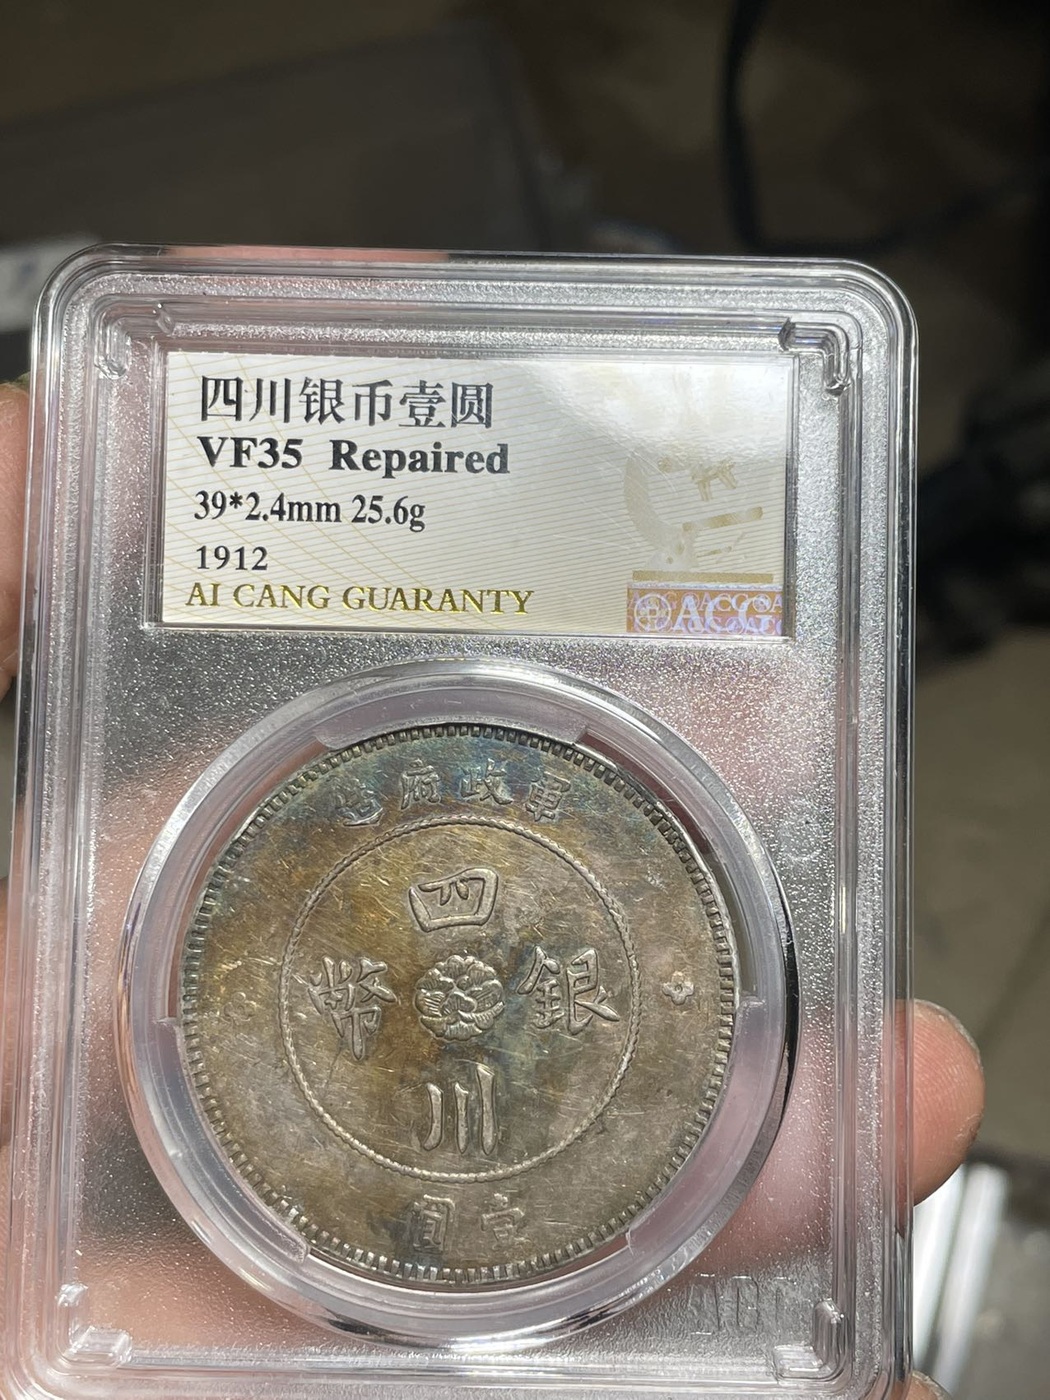 四川银币壹圆
VF35 Repaired
39*2.4mm 25.6g
1912
AI CANG GUARANTY
ACG
軍政府造
四川銀幣
壹圓